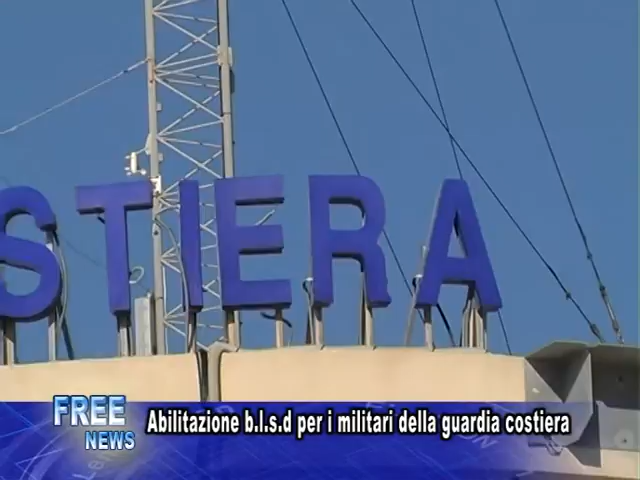 STIERA
FREE
NEWS
Abilitazione b.l.s.d per i militari della guardia costiera